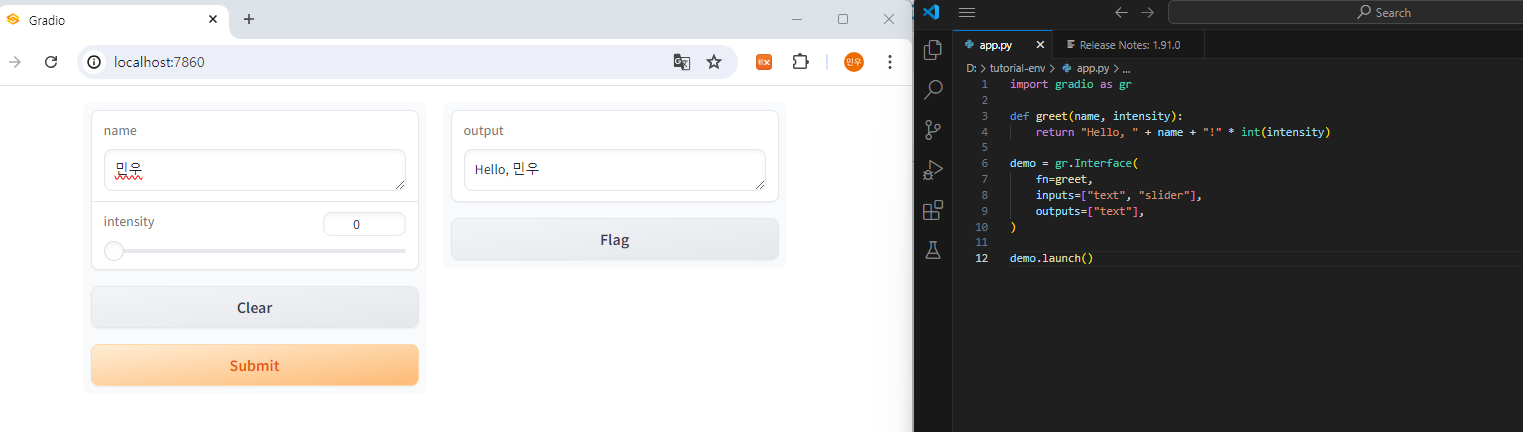 Gradio
localhost:7860
민우
name
민우
intensity
0
Clear
Submit
output
Hello, 민우
Flag
Search
app.py
Release Notes: 1.91.0
D: > tutorial-env > app.py > ...
1 import gradio as gr
2
3 def greet(name, intensity):
4     return "Hello, " + name + "!" * int(intensity)
5
6 demo = gr.Interface(
7     fn=greet,
8     inputs=["text", "slider"],
9     outputs=["text"],
10 )
11
12 demo.launch()